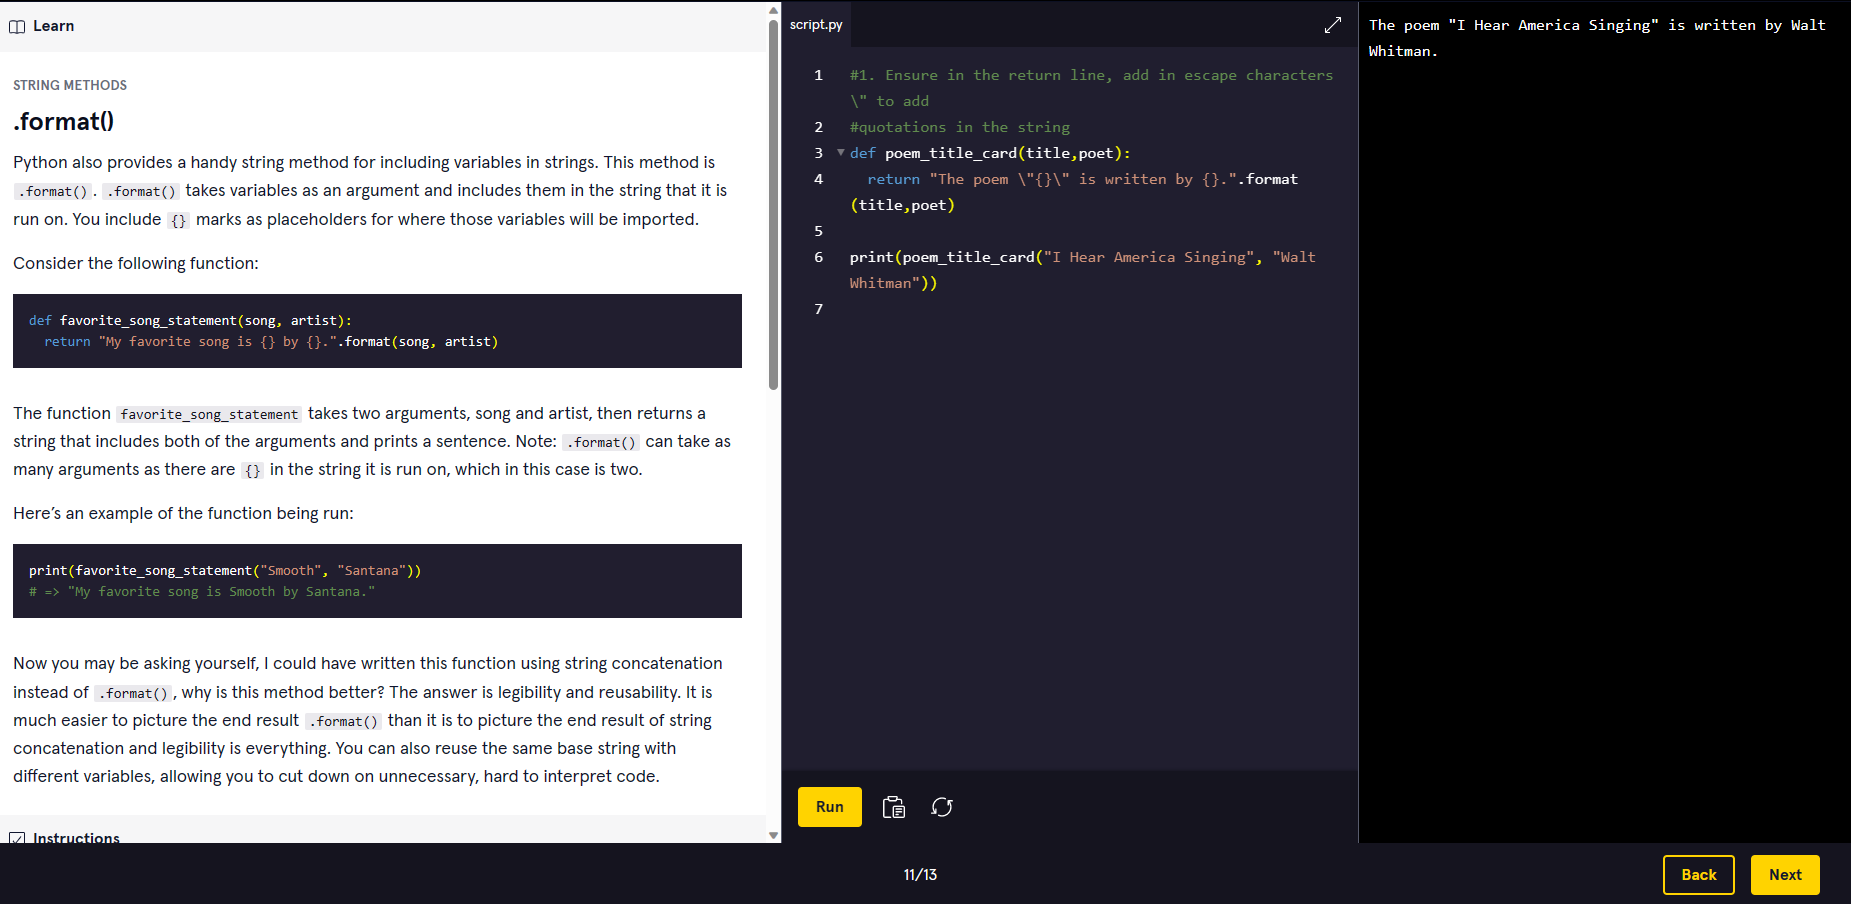 Learn
STRING METHODS
.format()
Python also provides a handy string method for including variables in strings. This method is
.format(). .format() takes variables as an argument and includes them in the string that it is
run on. You include {} marks as placeholders for where those variables will be imported.
Consider the following function:
def favorite_song_statement(song, artist):
  return "My favorite song is {} by {}.".format(song, artist)
The function favorite_song_statement takes two arguments, song and artist, then returns a
string that includes both of the arguments and prints a sentence. Note: .format() can take as
many arguments as there are {} in the string it is run on, which in this case is two.
Here's an example of the function being run:
print(favorite_song_statement("Smooth", "Santana"))
# => "My favorite song is Smooth by Santana."
Now you may be asking yourself, I could have written this function using string concatenation
instead of .format(), why is this method better? The answer is legibility and reusability. It is
much easier to picture the end result .format() than it is to picture the end result of string
concatenation and legibility is everything. You can also reuse the same base string with
different variables, allowing you to cut down on unnecessary, hard to interpret code.
Instructions
script.py
1 #1. Ensure in the return line, add in escape characters
\" to add
2 #quotations in the string
3 def poem_title_card(title,poet):
4   return "The poem \"{}\" is written by {}.".format
(title,poet)
5
6 print(poem_title_card("I Hear America Singing", "Walt
Whitman"))
7
Run
The poem "I Hear America Singing" is written by Walt
Whitman.
11/13
Back
Next